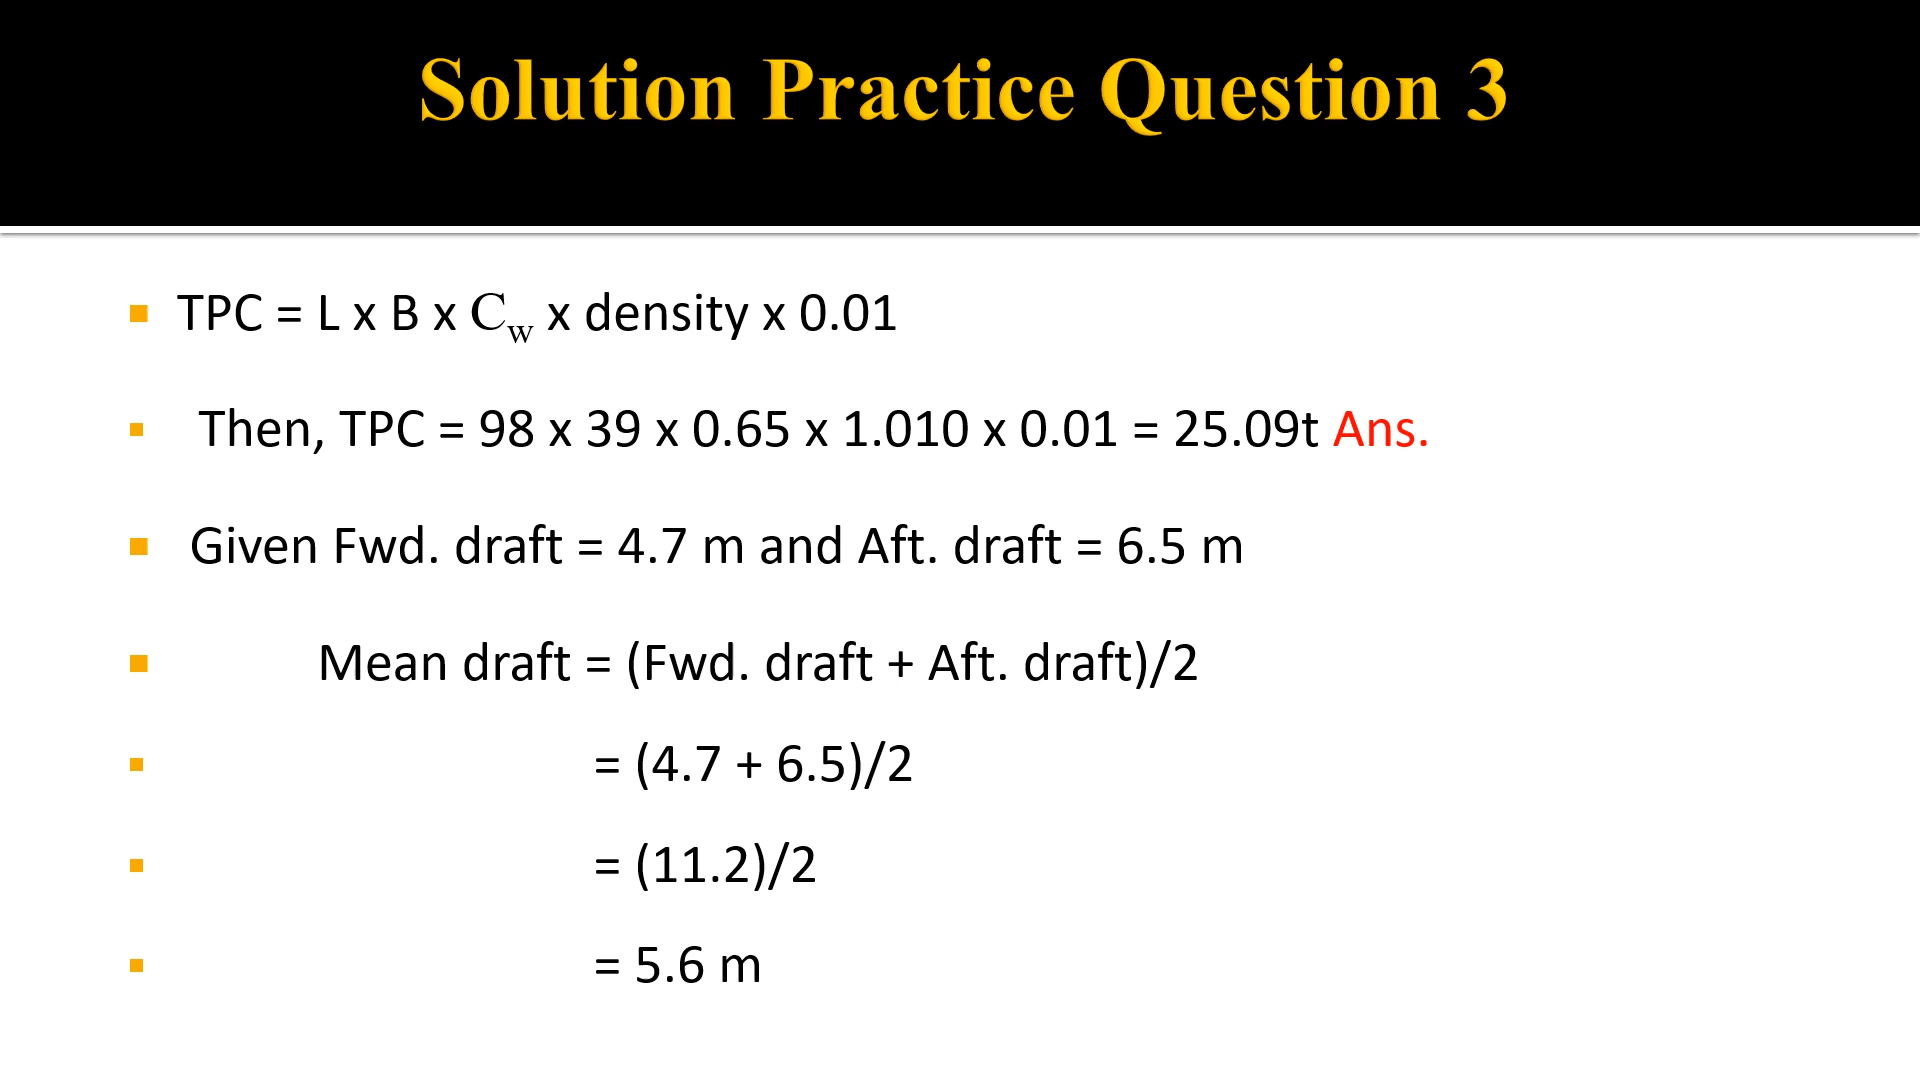 Solution Practice Question 3
TPC = L x B x Cw x density x 0.01
Then, TPC = 98 x 39 x 0.65 x 1.010 x 0.01 = 25.09t Ans.
Given Fwd. draft = 4.7 m and Aft. draft = 6.5 m
Mean draft = (Fwd. draft + Aft. draft)/2
= (4.7 + 6.5)/2
= (11.2)/2
= 5.6 m